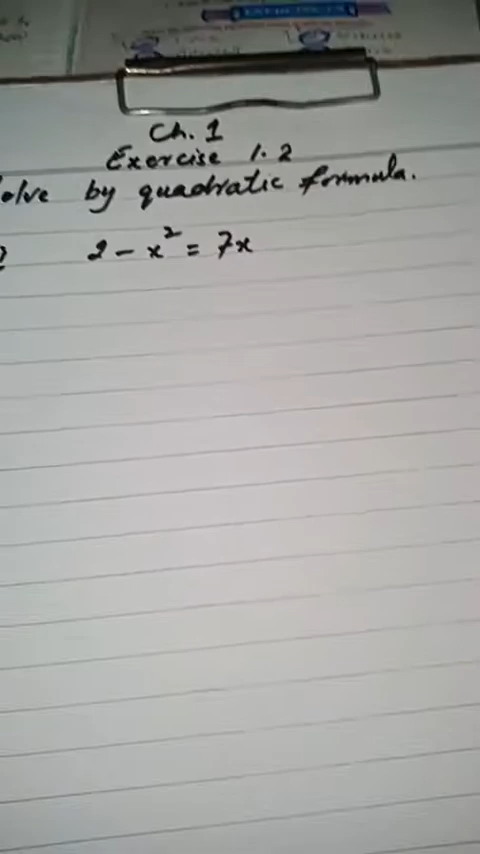 Ch. 1
Exercise 1.2
olve by quadratic formula.
2 - x² = 7x